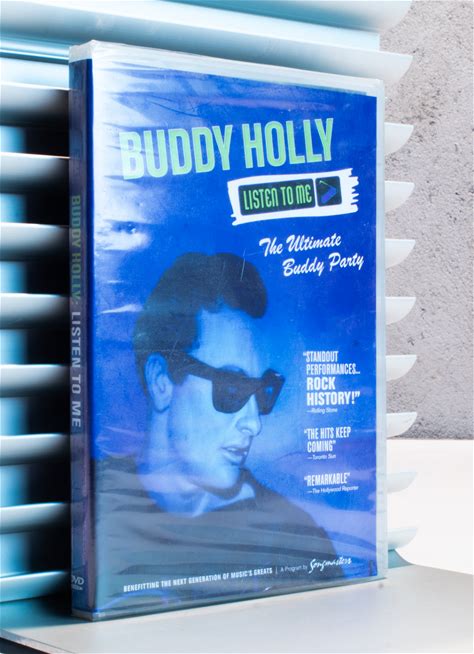 BUDDY HOLLY
LISTEN TO ME
The Ultimate
Buddy Party
"STANDOUT
PERFORMANCES...
ROCK
HISTORY!"
—Rolling Stone
"THE HITS KEEP
COMING"
—Toronto Sun
"REMARKABLE"
—The Hollywood Reporter
BENEFITTING THE NEXT GENERATION OF MUSIC'S GREATS | A Program by Songmasters
BUDDY HOLLY: LISTEN TO ME
DVD